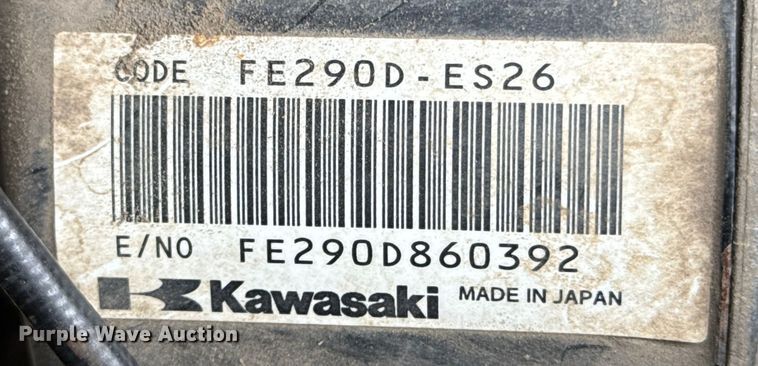 CODE FE290D-ES26
E/NO FE290D860392
Kawasaki MADE IN JAPAN
Purple Wave Auction